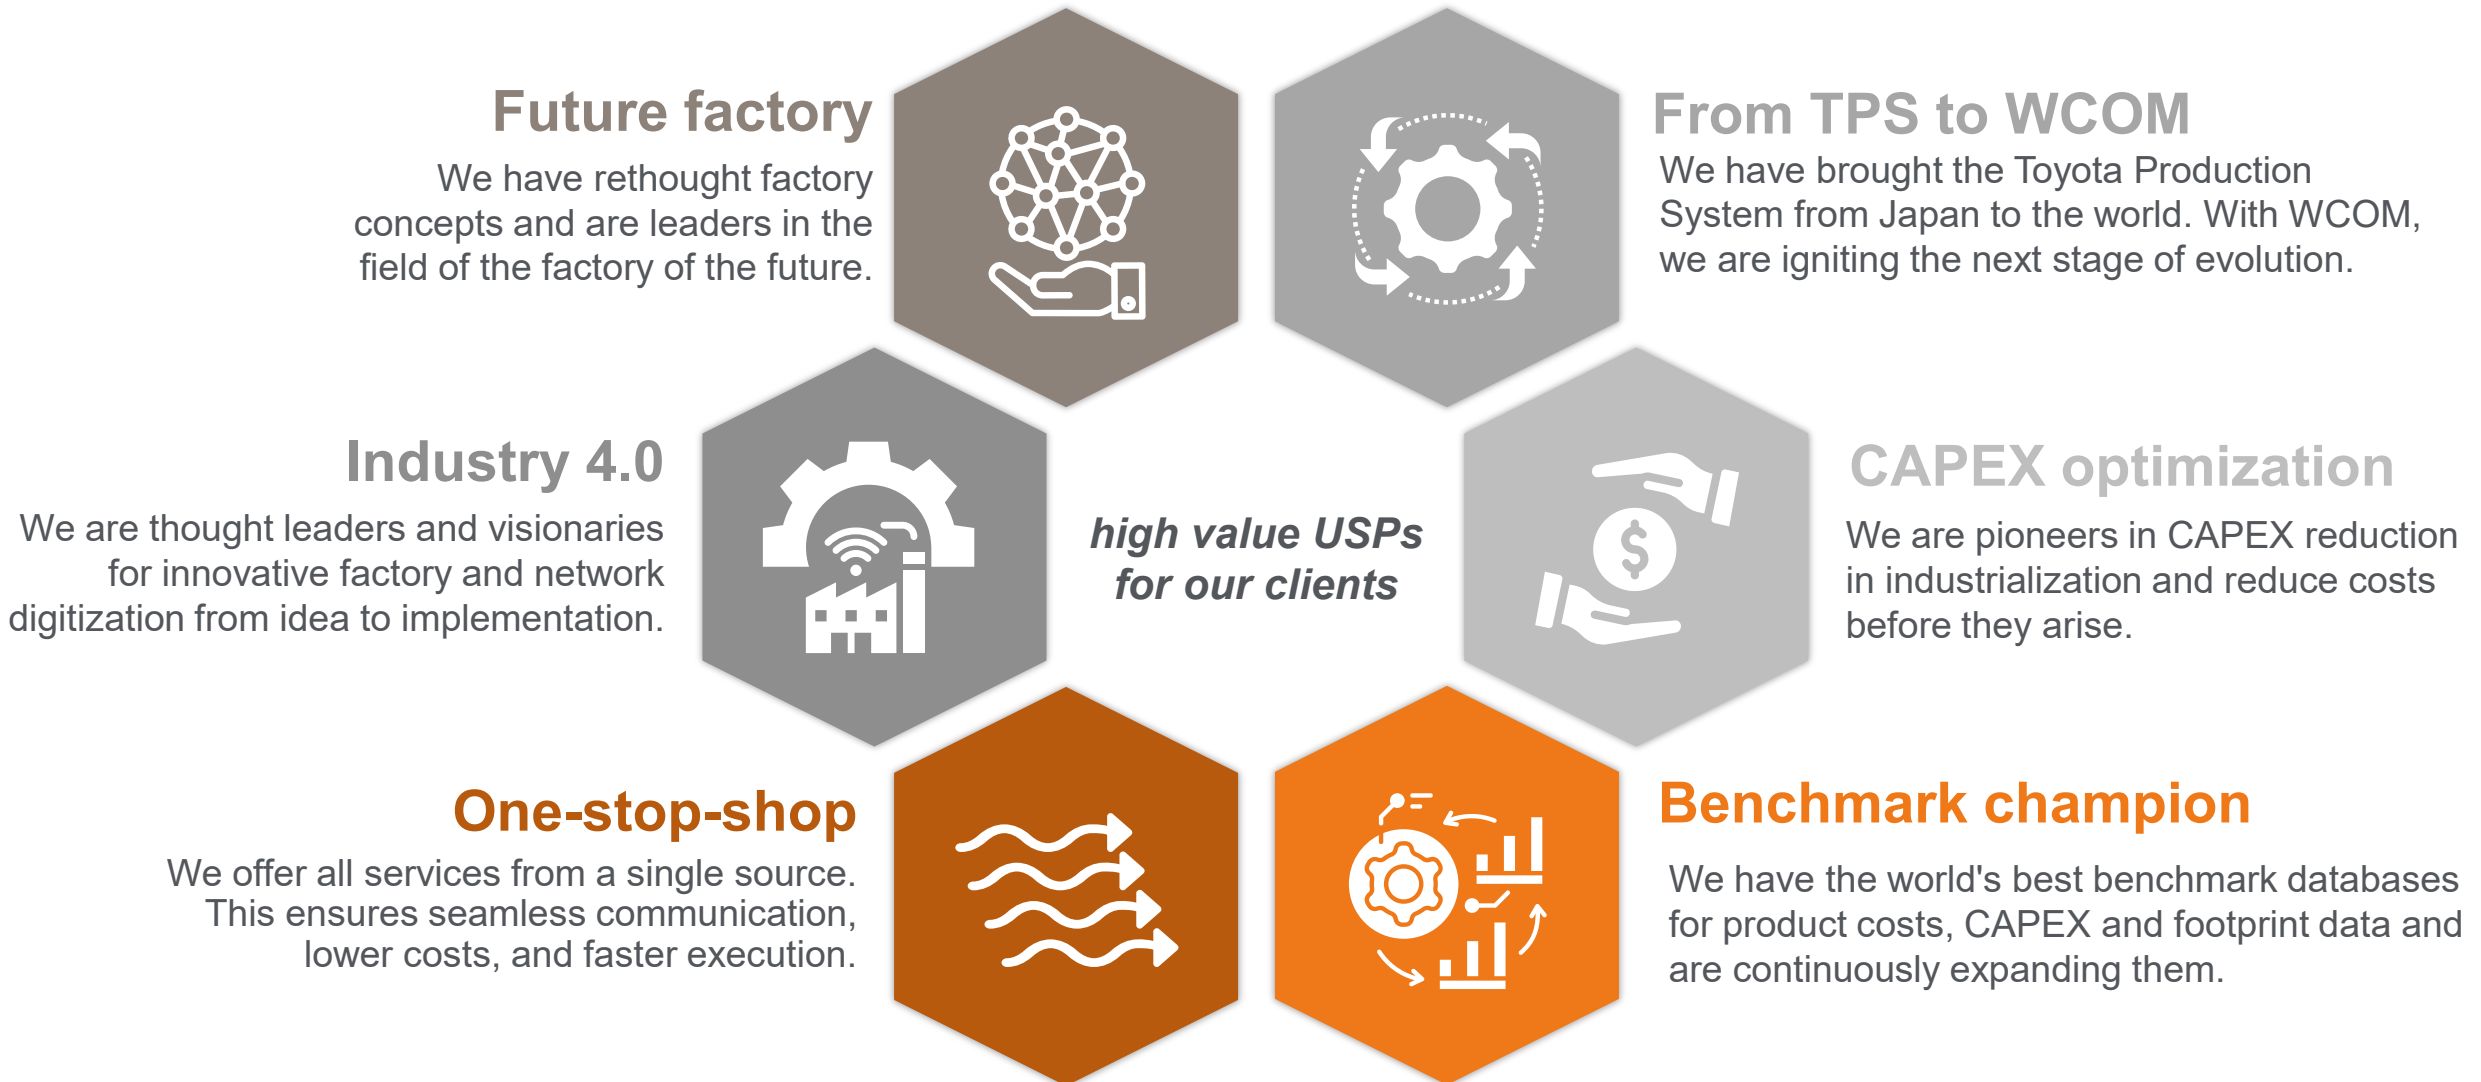 Future factory
We have rethought factory
concepts and are leaders in the
field of the factory of the future.
From TPS to WCOM
We have brought the Toyota Production
System from Japan to the world. With WCOM,
we are igniting the next stage of evolution.
Industry 4.0
We are thought leaders and visionaries
for innovative factory and network
digitization from idea to implementation.
high value USPs
for our clients
CAPEX optimization
We are pioneers in CAPEX reduction
in industrialization and reduce costs
before they arise.
$
One-stop-shop
We offer all services from a single source.
This ensures seamless communication,
lower costs, and faster execution.
Benchmark champion
We have the world's best benchmark databases
for product costs, CAPEX and footprint data and
are continuously expanding them.